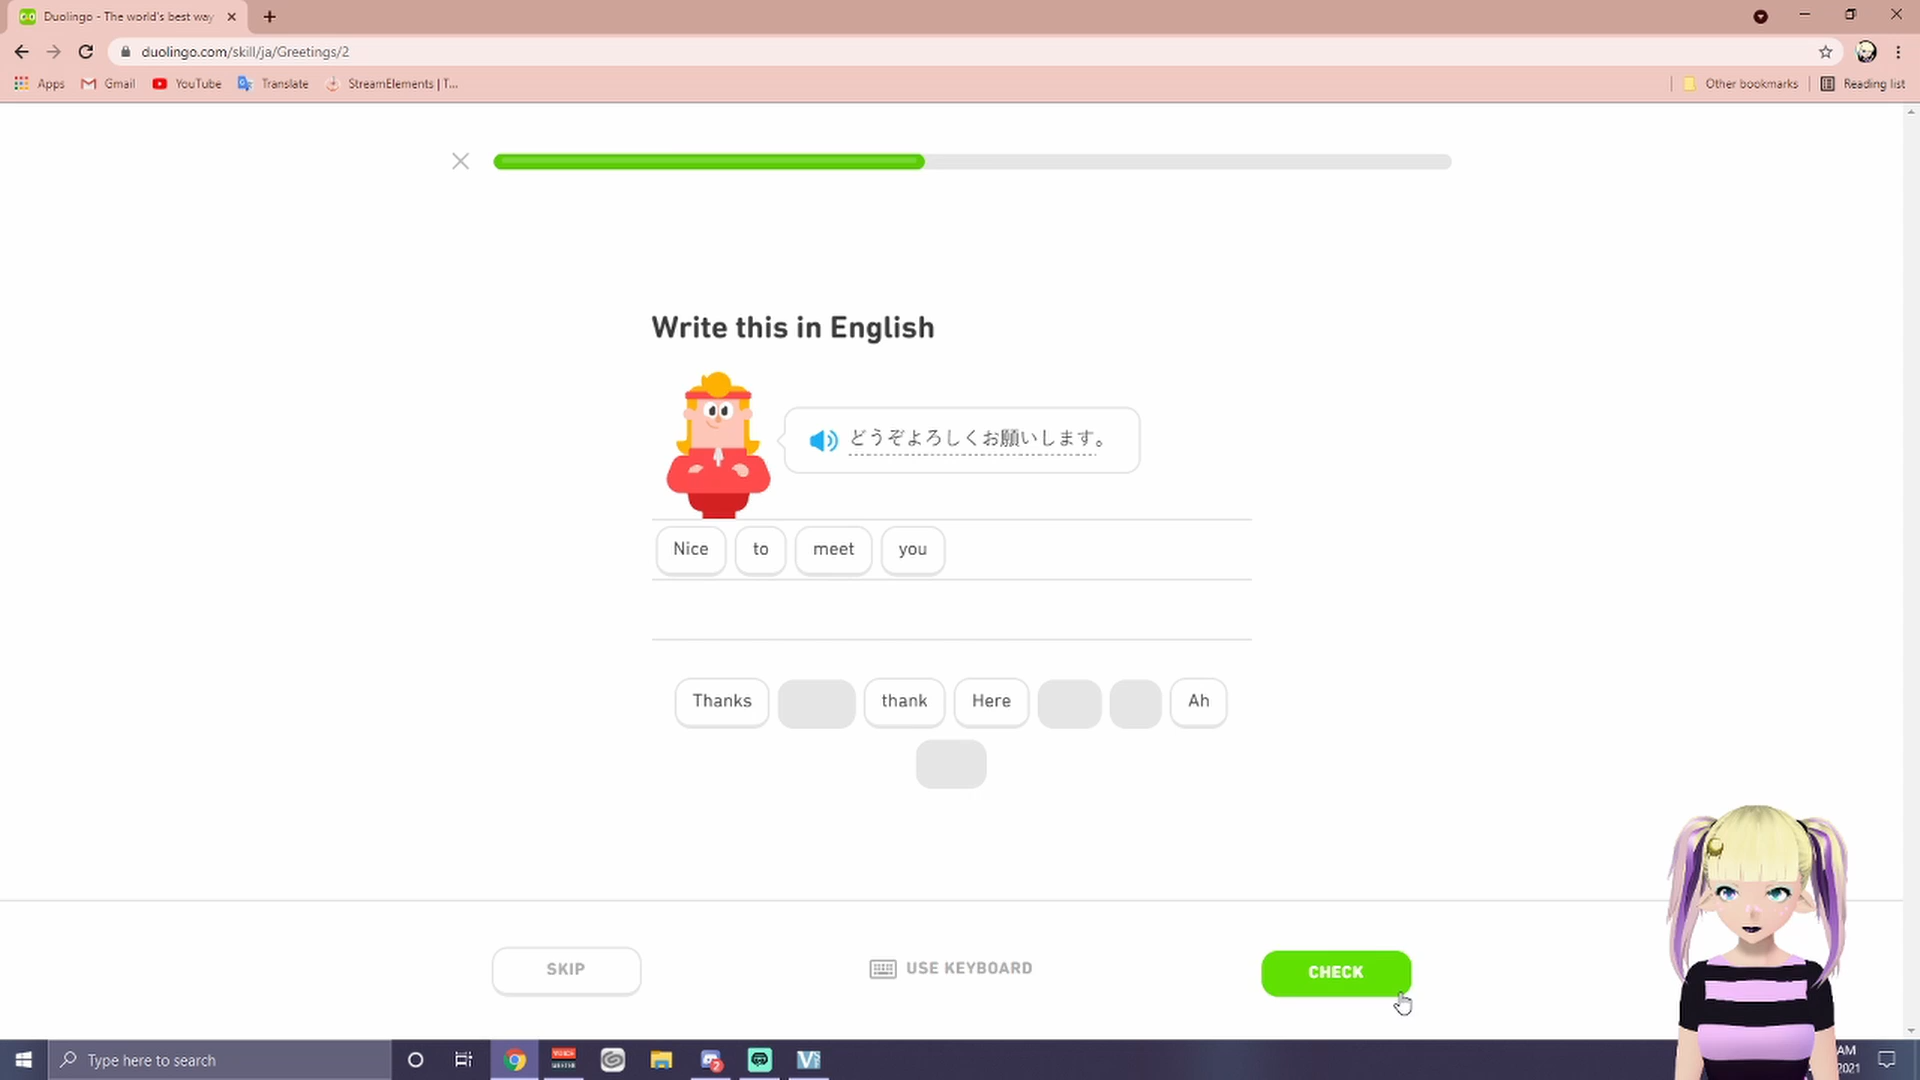 Duolingo - The world's best way
duolingo.com/skill/ja/Greetings/2
Apps Gmail YouTube Translate StreamElements | T... Other bookmarks Reading list
Write this in English
どうぞよろしくお願いします。
Nice to meet you
Thanks thank Here Ah
SKIP USE KEYBOARD CHECK
Type here to search
AM
2021